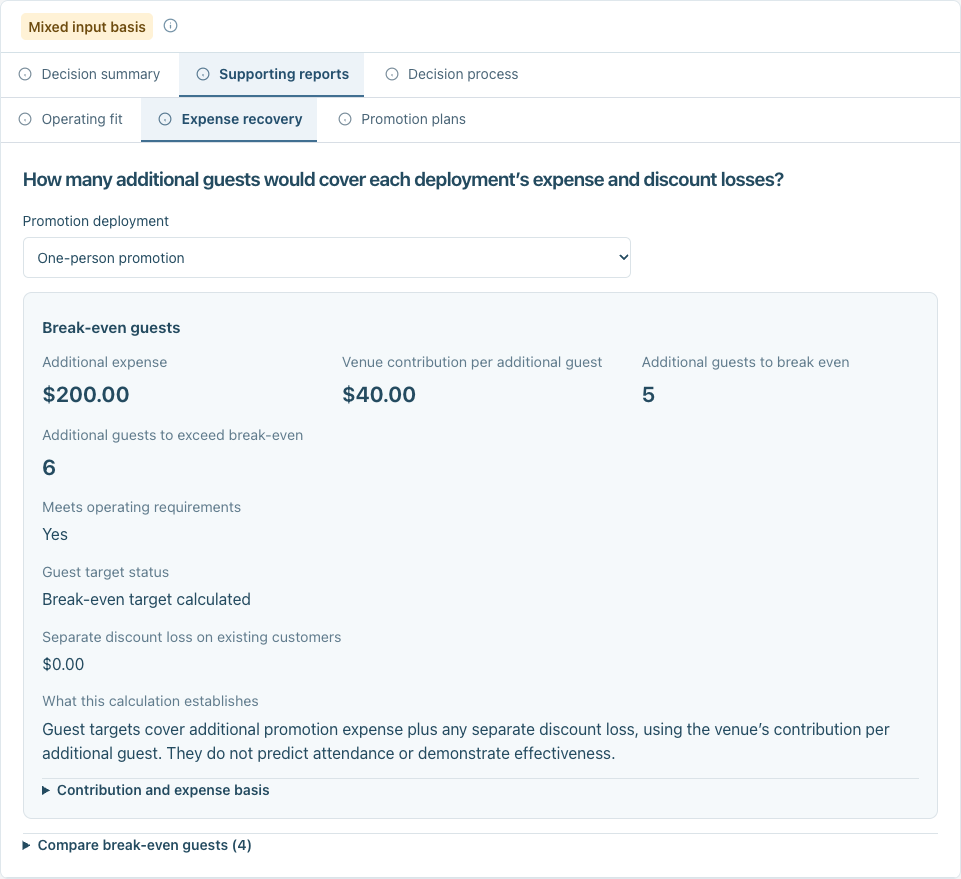 Mixed input basis
Decision summary
Supporting reports
Decision process
Operating fit
Expense recovery
Promotion plans
How many additional guests would cover each deployment’s expense and discount losses?
Promotion deployment
One-person promotion
Break-even guests
Additional expense
$200.00
Venue contribution per additional guest
$40.00
Additional guests to break even
5
Additional guests to exceed break-even
6
Meets operating requirements
Yes
Guest target status
Break-even target calculated
Separate discount loss on existing customers
$0.00
What this calculation establishes
Guest targets cover additional promotion expense plus any separate discount loss, using the venue’s contribution per
additional guest. They do not predict attendance or demonstrate effectiveness.
Contribution and expense basis
Compare break-even guests (4)